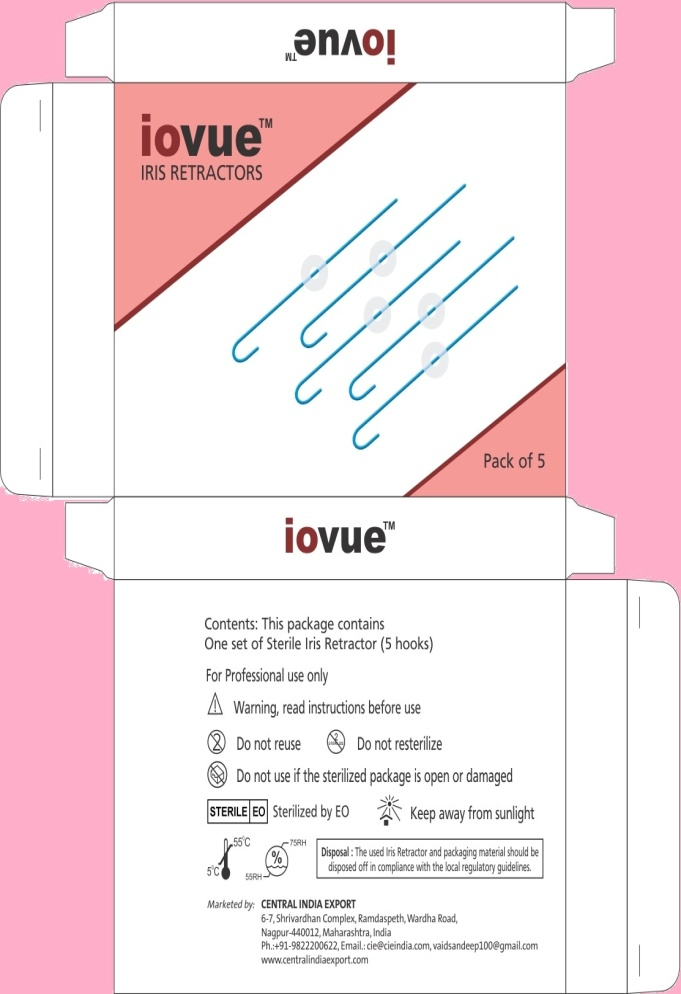 iovue™
iovue™
IRIS RETRACTORS
Pack of 5
iovue™
Contents: This package contains
One set of Sterile Iris Retractor (5 hooks)
For Professional use only
Warning, read instructions before use
Do not reuse
2
Do not resterilize
Do not use if the sterilized package is open or damaged
STERILE EO Sterilized by EO
Keep away from sunlight
55°C
5°C
75RH
%
55RH
Disposal : The used Iris Retractor and packaging material should be
disposed off in compliance with the local regulatory guidelines.
Marketed by: CENTRAL INDIA EXPORT
6-7, Shrivardhan Complex, Ramdaspeth, Wardha Road,
Nagpur-440012, Maharashtra, India
Ph.:+91-9822200622, Email.: cie@cieindia.com, vaidsandeep100@gmail.com
www.centralindiaexport.com